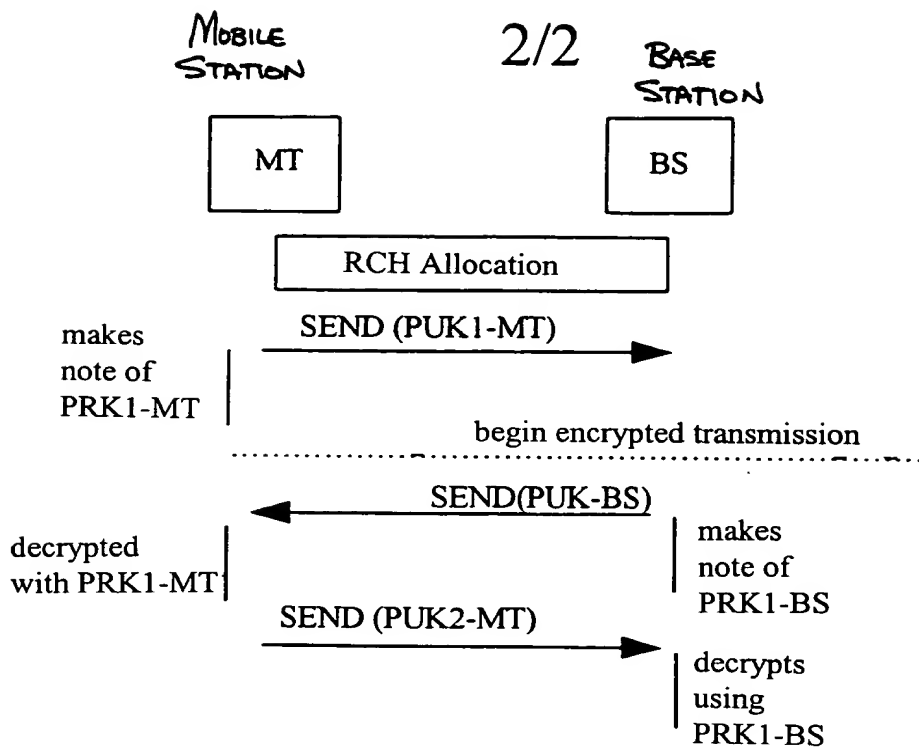 MOBILE
STATION
2/2
BASE
STATION
MT
BS
RCH Allocation
SEND (PUK1-MT)
makes
note of
PRK1-MT
begin encrypted transmission
SEND(PUK-BS)
decrypted
with PRK1-MT
makes
note of
PRK1-BS
SEND (PUK2-MT)
decrypts
using
PRK1-BS